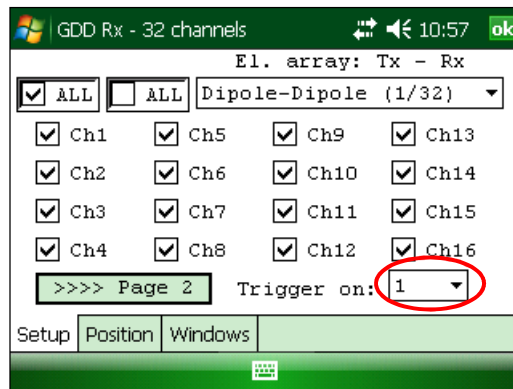 GDD Rx - 32 channels 10:57 ok
El. array: Tx - Rx
ALL ALL Dipole-Dipole (1/32)
Ch1 Ch5 Ch9 Ch13
Ch2 Ch6 Ch10 Ch14
Ch3 Ch7 Ch11 Ch15
Ch4 Ch8 Ch12 Ch16
>>>> Page 2 Trigger on: 1
Setup Position Windows